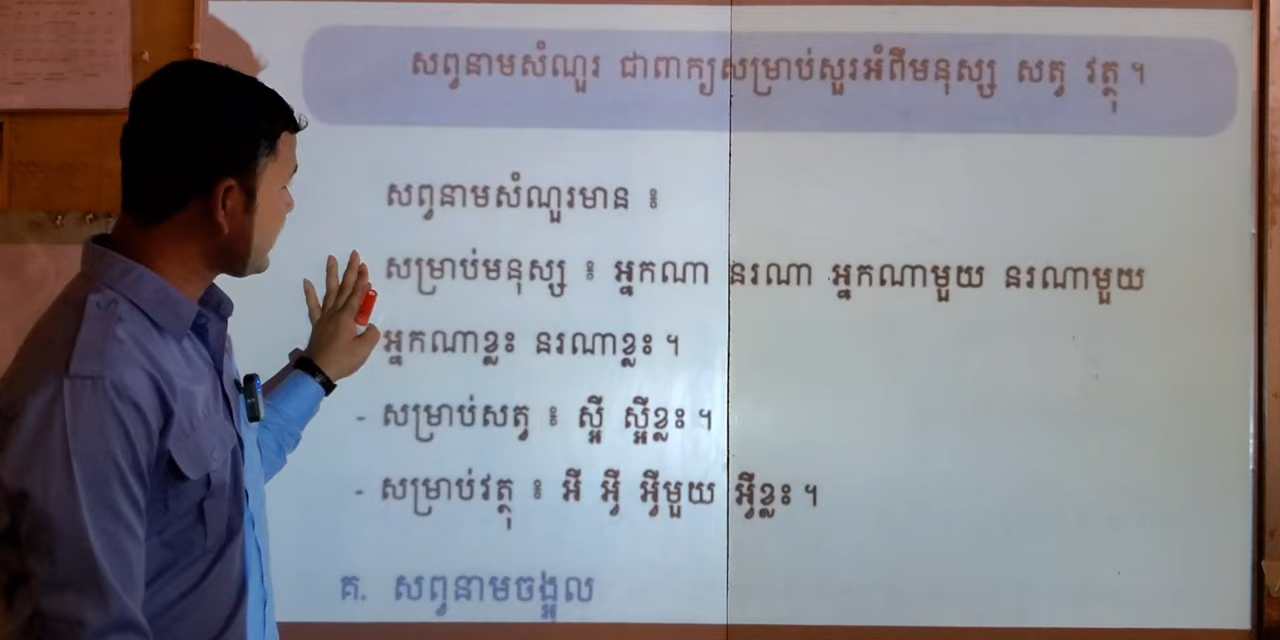 សព្វនាមសំណួរ ជាពាក្យសម្រាប់សួរអំពីមនុស្ស សត្វ វត្ថុ ។
សព្វនាមសំណួរមាន ៖
សម្រាប់មនុស្ស ៖ អ្នកណា នរណា អ្នកណាមួយ នរណាមួយ
អ្នកណាខ្លះ នរណាខ្លះ ។
- សម្រាប់សត្វ ៖ ស្អី ស្អីខ្លះ ។
- សម្រាប់វត្ថុ ៖ អី អ្វី អ្វីមួយ អ្វីខ្លះ ។
គ. សព្វនាមចង្អុល